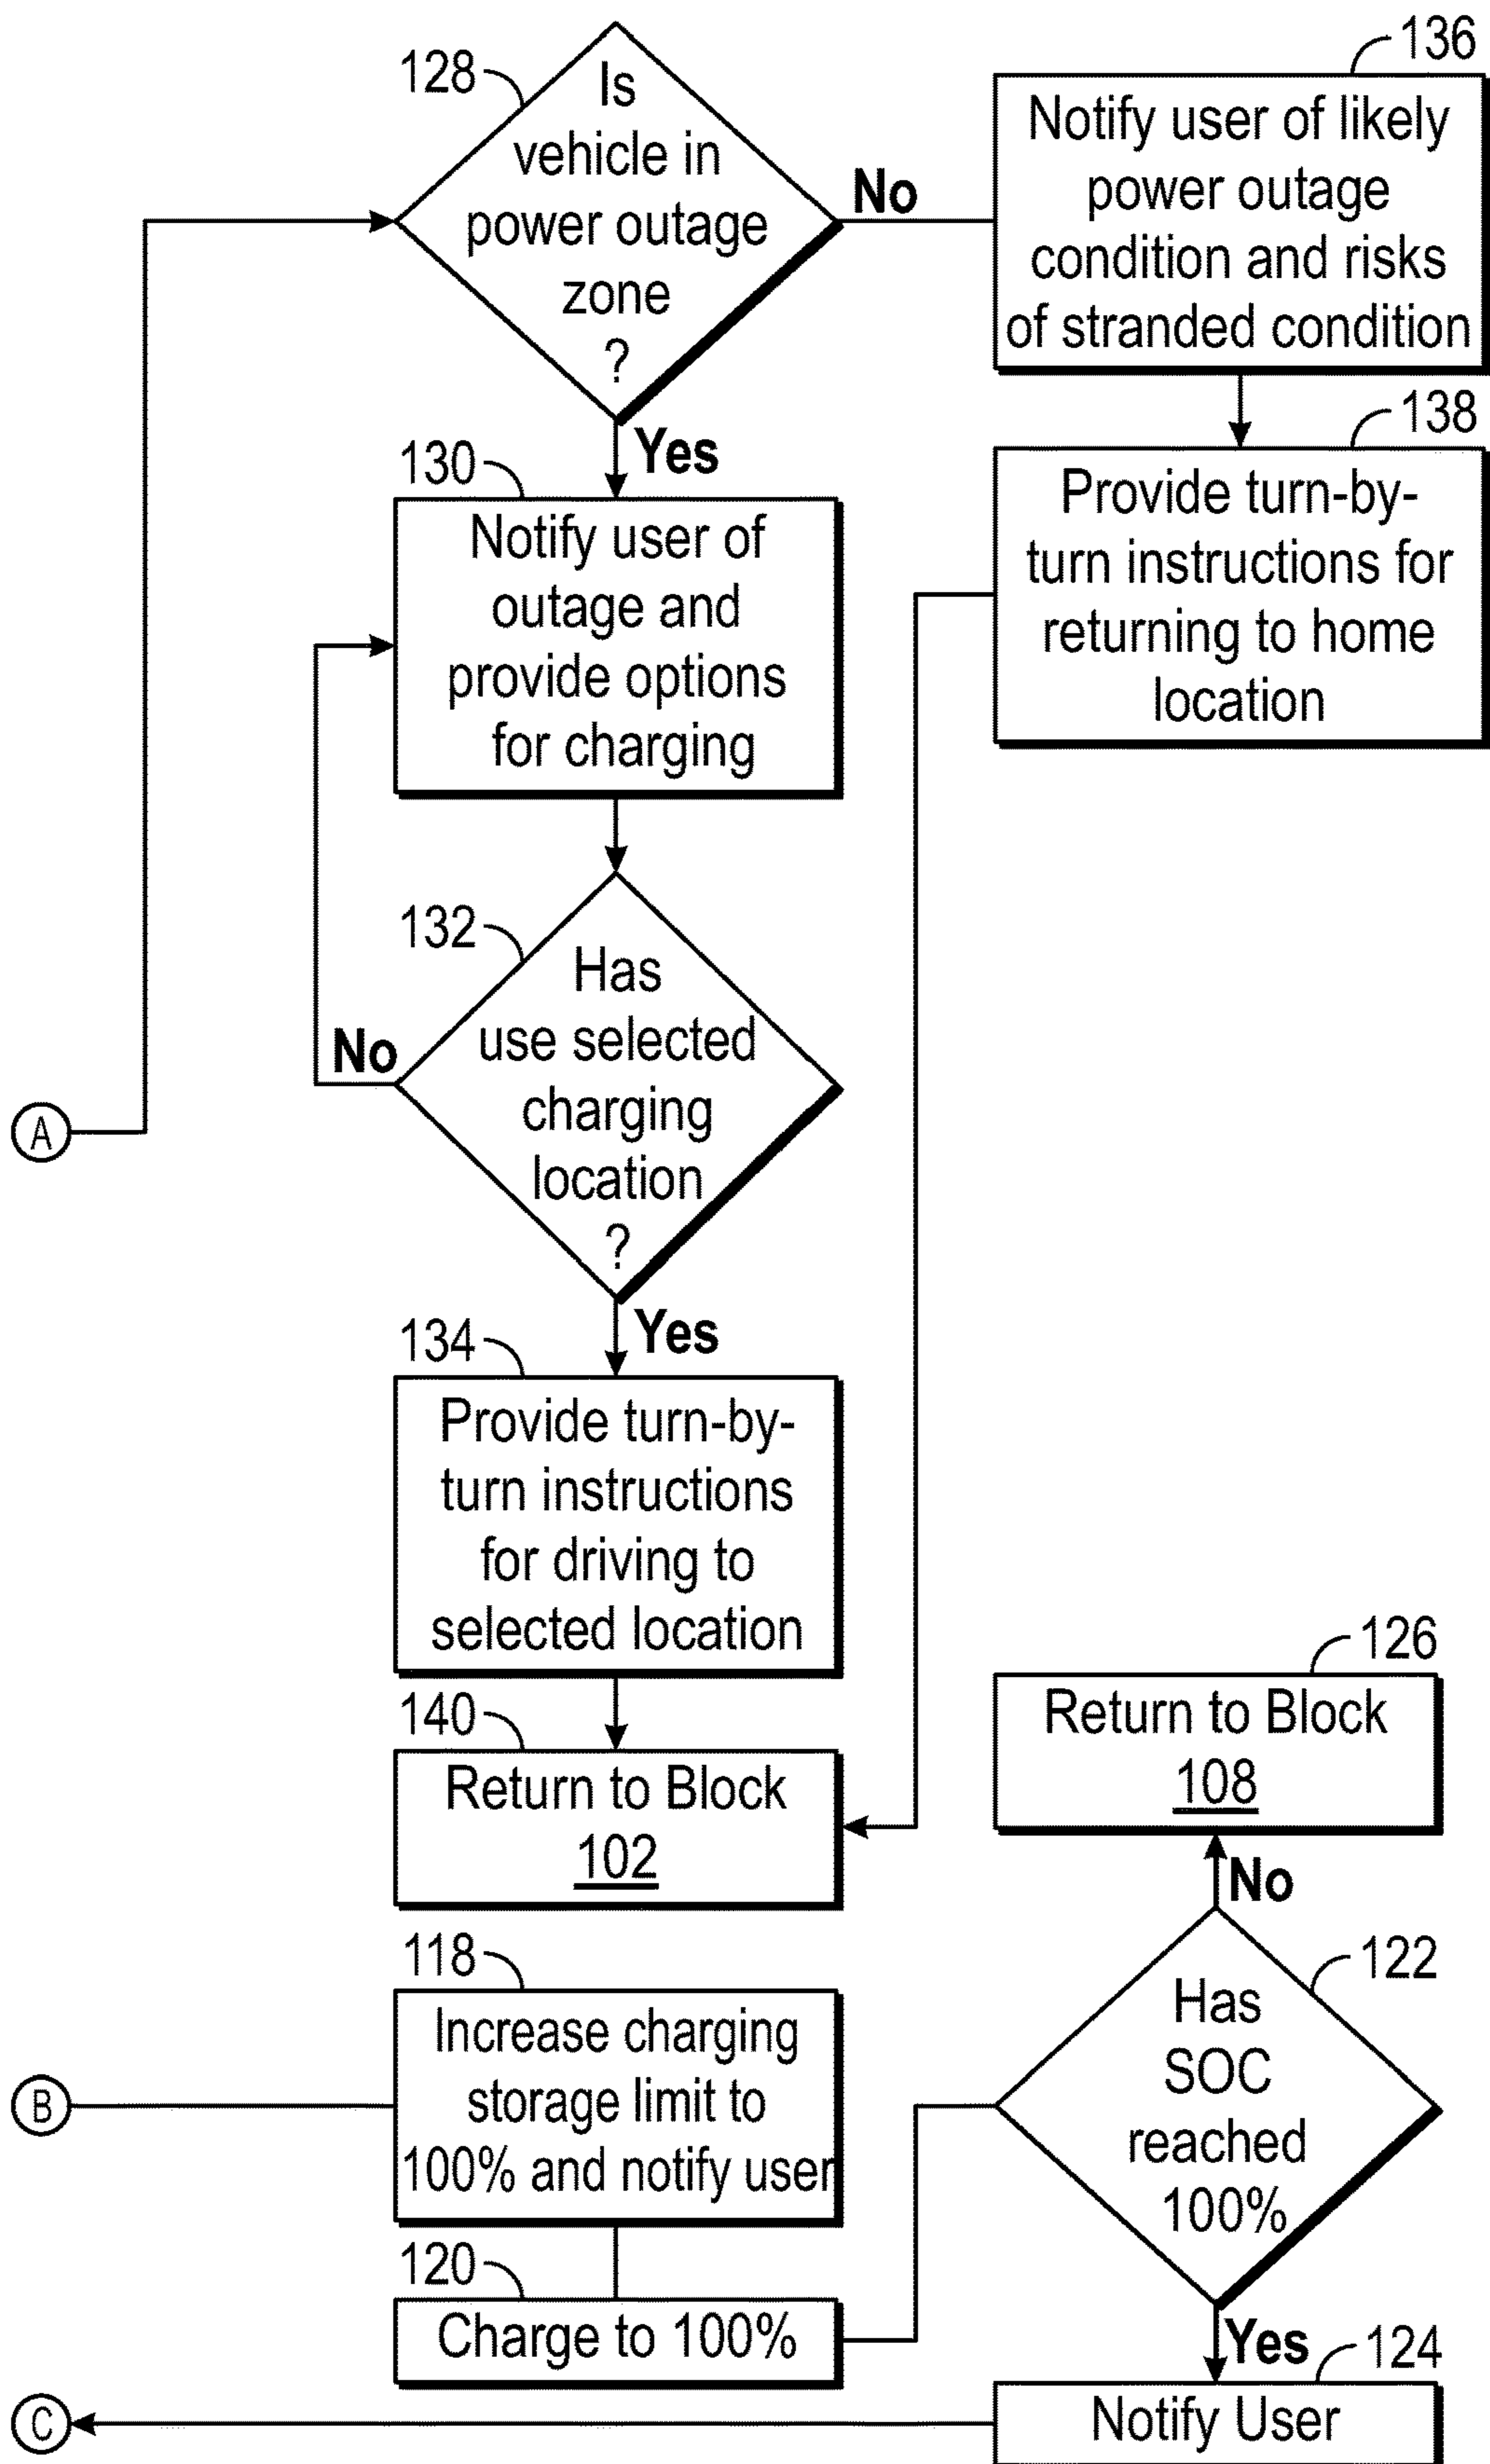 128
Is
vehicle in
power outage
zone
?
No
Yes
136
Notify user of likely
power outage
condition and risks
of stranded condition
138
Provide turn-by-
turn instructions for
returning to home
location
130
Notify user of
outage and
provide options
for charging
132
Has
use selected
charging
location
?
No
Yes
A
134
Provide turn-by-
turn instructions
for driving to
selected location
140
Return to Block
102
126
Return to Block
108
No
122
Has
SOC
reached
100%
Yes
118
Increase charging
storage limit to
100% and notify user
B
120
Charge to 100%
124
Notify User
C